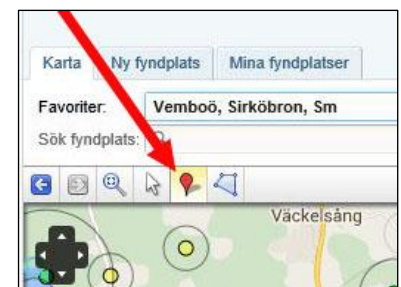 Karta Ny fyndplats Mina fyndplatser
Favoriter: Vemboö, Sirköbron, Sm
Sök fyndplats:
Väckelsång